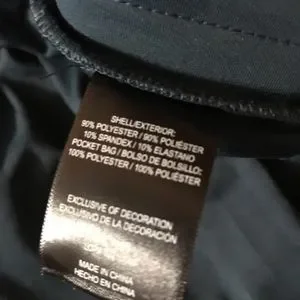 SHELL/EXTERIOR:
90% POLYESTER / 90% POLIÉSTER
10% SPANDEX / 10% ELASTANO
POCKET BAG / BOLSO DE BOLSILLO:
100% POLYESTER / 100% POLIÉSTER
EXCLUSIVE OF DECORATION
EXCLUSIVO DE LA DECORACIÓN
MADE IN CHINA
HECHO EN CHINA